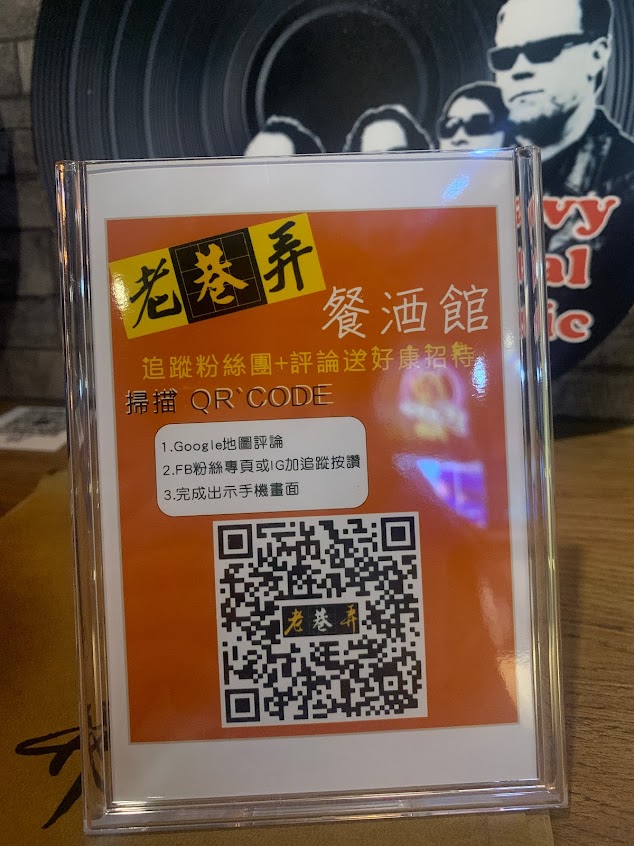 老巷弄
餐酒館
追蹤粉絲團+評論送好康招待
掃描 QR`CODE
1.Google地圖評論
2.FB粉絲專頁或IG加追蹤按讚
3.完成出示手機畫面
老巷弄